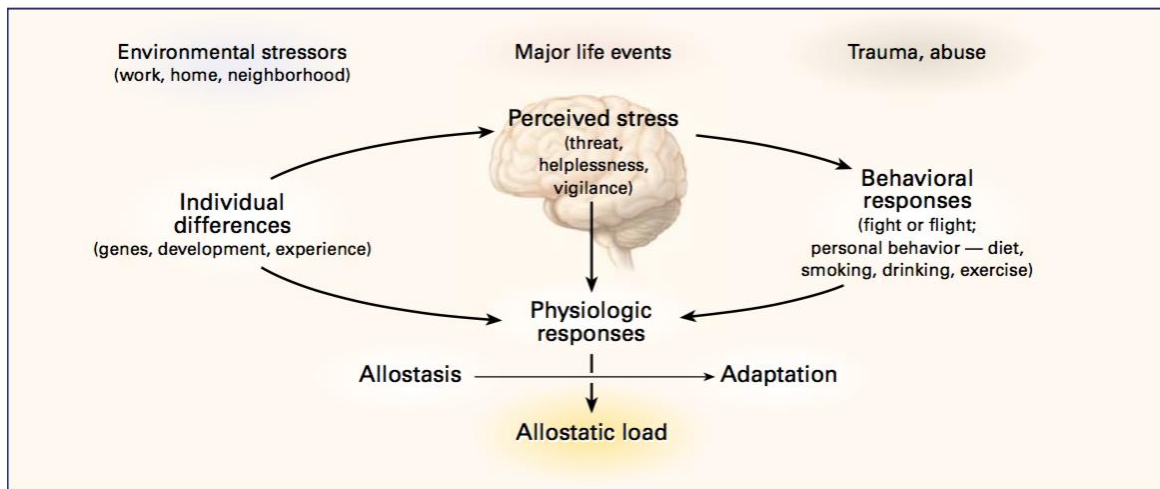 Environmental stressors
(work, home, neighborhood)
Major life events
Trauma, abuse
Perceived stress
(threat,
helplessness,
vigilance)
Individual
differences
(genes, development, experience)
Behavioral
responses
(fight or flight;
personal behavior — diet,
smoking, drinking, exercise)
Physiologic
responses
Allostasis
Adaptation
Allostatic load